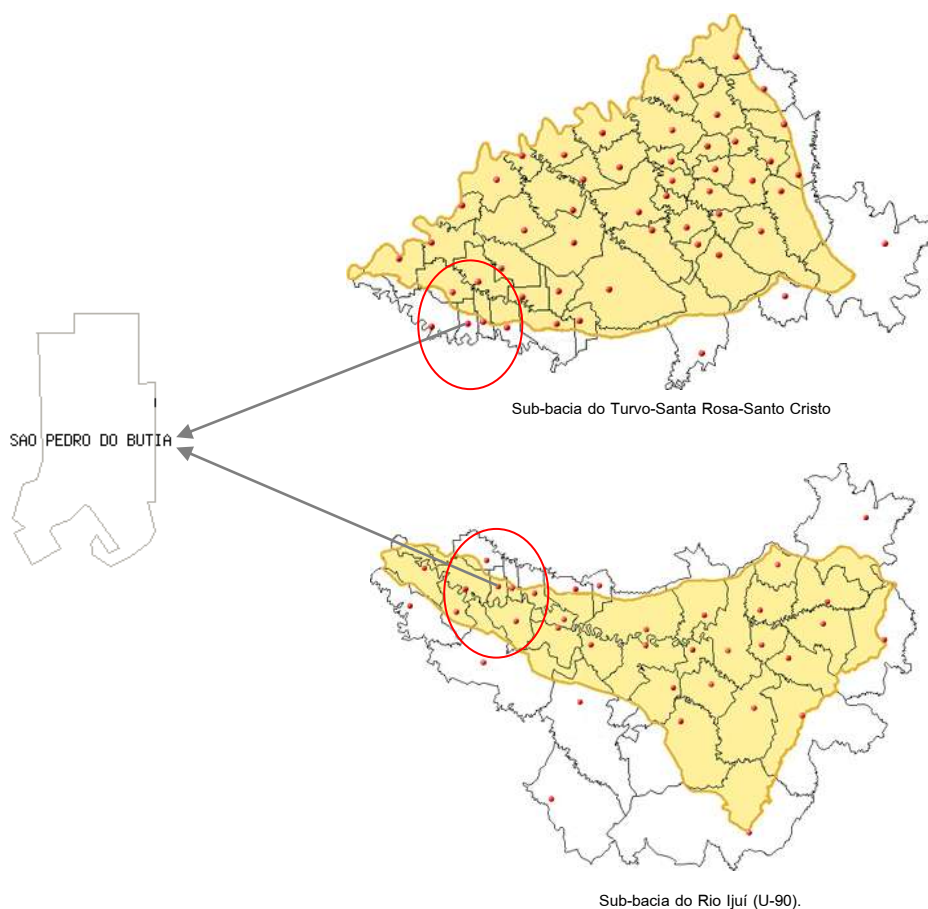 Sub-bacia do Turvo-Santa Rosa-Santo Cristo
SAO PEDRO DO BUTIA
Sub-bacia do Rio Ijuí (U-90).